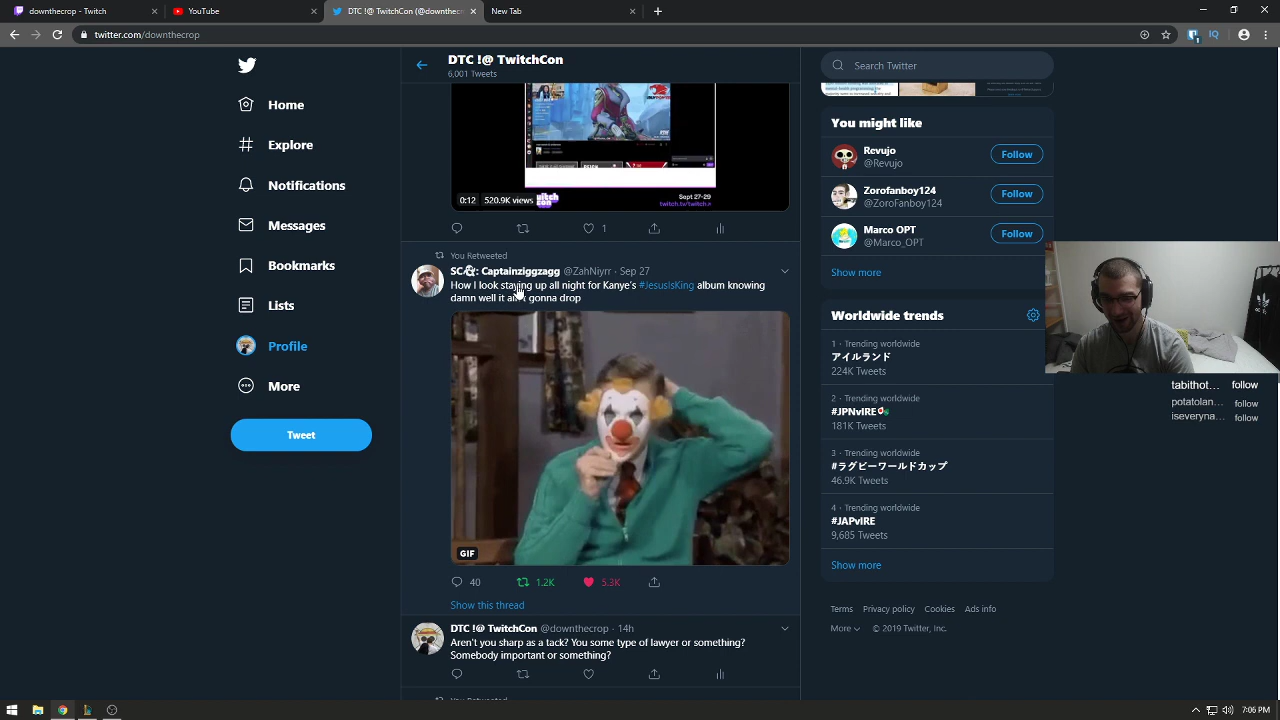 downthecrop - Twitch
YouTube
DTC !@ TwitchCon (@downthecro
New Tab
twitter.com/downthecrop
1
IQ
Home
Explore
Notifications
Messages
Bookmarks
Lists
Profile
More
Tweet
DTC !@ TwitchCon
6,001 Tweets
0:12
520.9K views
Sept 27-29
1
You Retweeted
Captainziggzagg @ZahNiyrr · Sep 27
How I look staying up all night for Kanye's #JesusIsKing album knowing
damn well it ain't gonna drop
GIF
40
1.2K
5.3K
Show this thread
DTC !@ TwitchCon @downthecrop · 14h
Aren't you sharp as a tack? You some type of lawyer or something?
Somebody important or something?
You Retweeted
Search Twitter
You might like
Revujo
@Revujo
Follow
Zorofanboy124
@ZoroFanboy124
Follow
Marco OPT
@Marco_OPT
Follow
Show more
Worldwide trends
1 · Trending worldwide
アイルランド
224K Tweets
2 · Trending worldwide
#JPNvIRE
181K Tweets
3 · Trending worldwide
#ラグビーワールドカップ
46.9K Tweets
4 · Trending worldwide
#JAPvIRE
9,685 Tweets
Show more
Terms Privacy policy Cookies Ads info
More © 2019 Twitter, Inc.
tabithot... follow
potatolan... follow
iseveryna... follow
7:06 PM